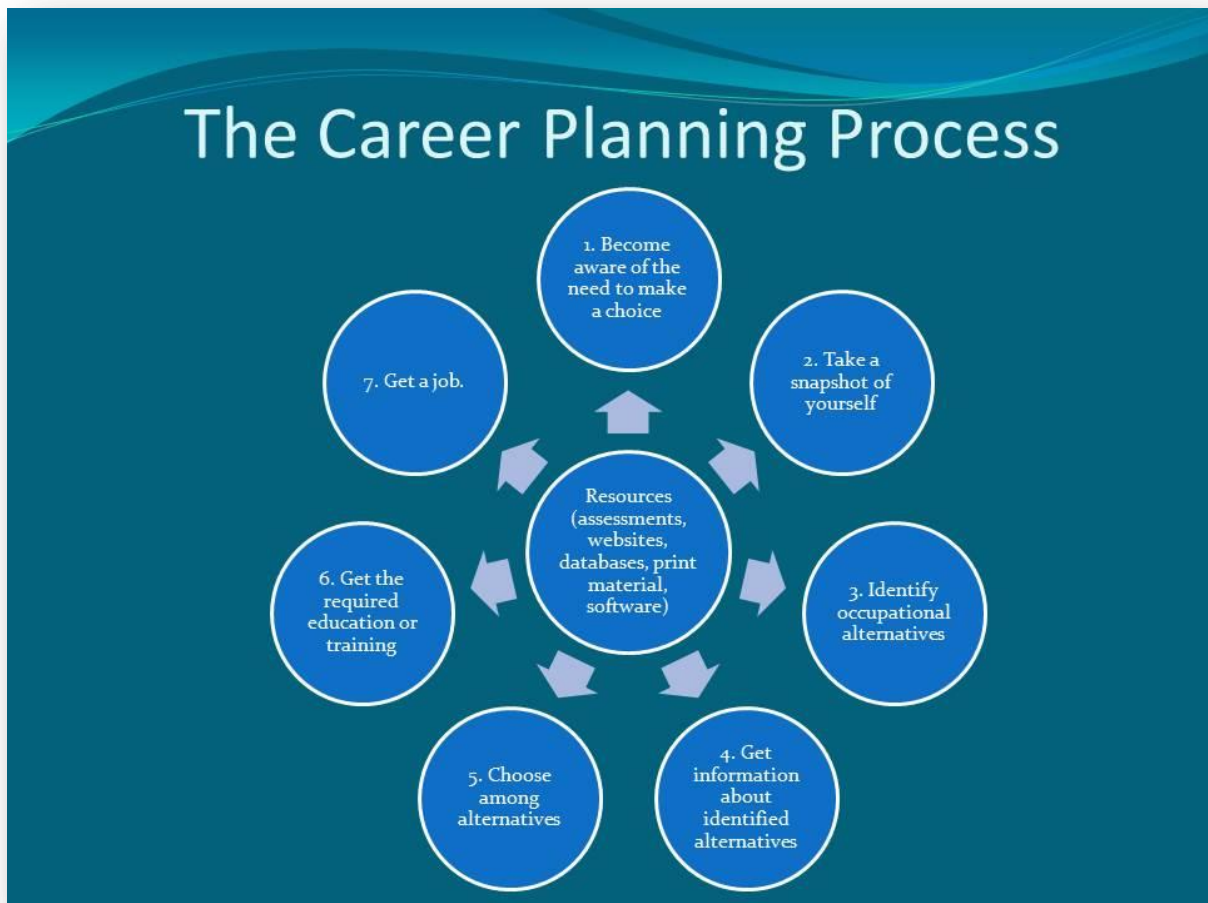 The Career Planning Process
1. Become
aware of the
need to make
a choice
2. Take a
snapshot of
yourself
3. Identify
occupational
alternatives
4. Get
information
about
identified
alternatives
5. Choose
among
alternatives
6. Get the
required
education or
training
7. Get a job.
Resources
(assessments,
websites,
databases, print
material,
software)